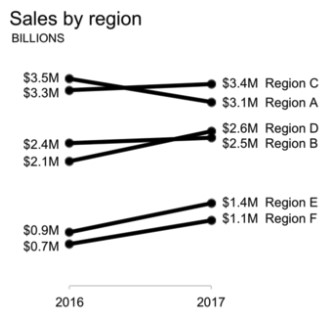 Sales by region
BILLIONS
$3.5M
$3.3M
$3.4M Region C
$3.1M Region A
$2.4M
$2.1M
$2.6M Region D
$2.5M Region B
$0.9M
$0.7M
$1.4M Region E
$1.1M Region F
2016 2017